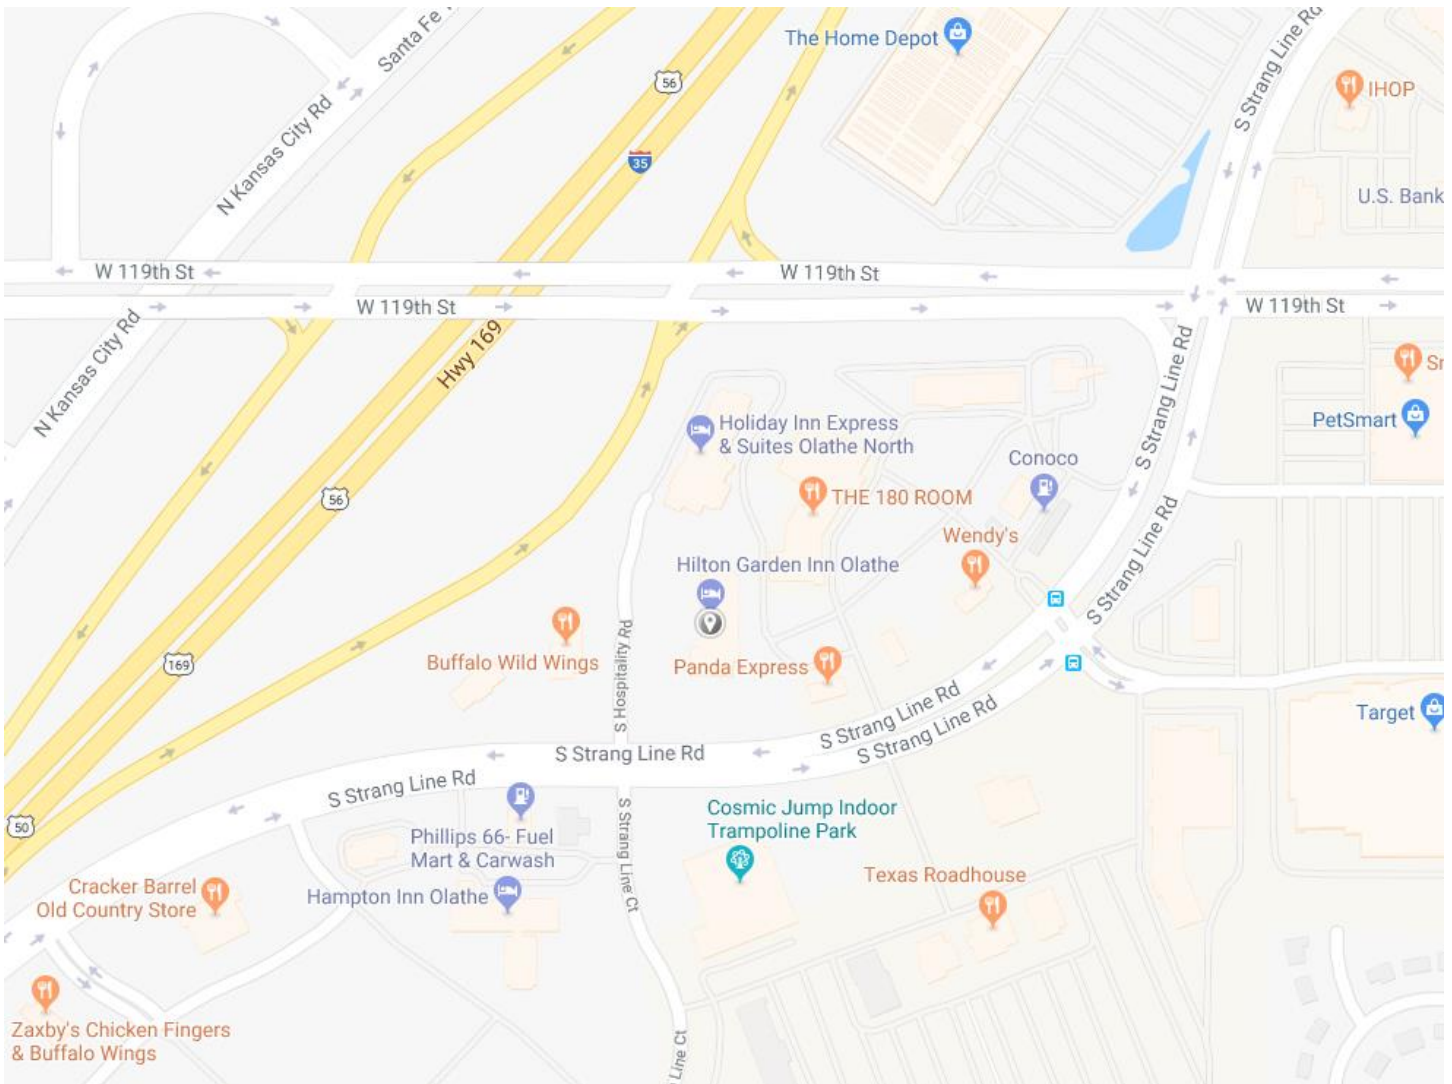 Santa Fe
The Home Depot
56
S Strang Line Rd
IHOP
N Kansas City Rd
35
U.S. Bank
W 119th St
W 119th St
W 119th St
W 119th St
N Kansas City Rd
Hwy 169
S Strang Line Rd
PetSmart
Holiday Inn Express
& Suites Olathe North
Conoco
56
THE 180 ROOM
Wendy's
S Strang Line Rd
Hilton Garden Inn Olathe
169
Buffalo Wild Wings
S Hospitality Rd
Panda Express
S Strang Line Rd
S Strang Line Rd
Target
S Strang Line Rd
S Strang Line Rd
50
Phillips 66- Fuel
Mart & Carwash
S Strang Line Ct
Cosmic Jump Indoor
Trampoline Park
Cracker Barrel
Old Country Store
Hampton Inn Olathe
Texas Roadhouse
Zaxby's Chicken Fingers
& Buffalo Wings
Line Ct